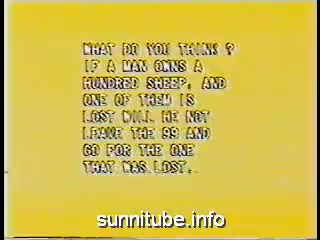 WHAT DO YOU THINK ?
IF A MAN OWNS A
HUNDRED SHEEP, AND
ONE OF THEM IS
LOST WILL HE NOT
LEAVE THE 99 AND
GO FOR THE ONE
THAT WAS LOST.
sunnitube.info